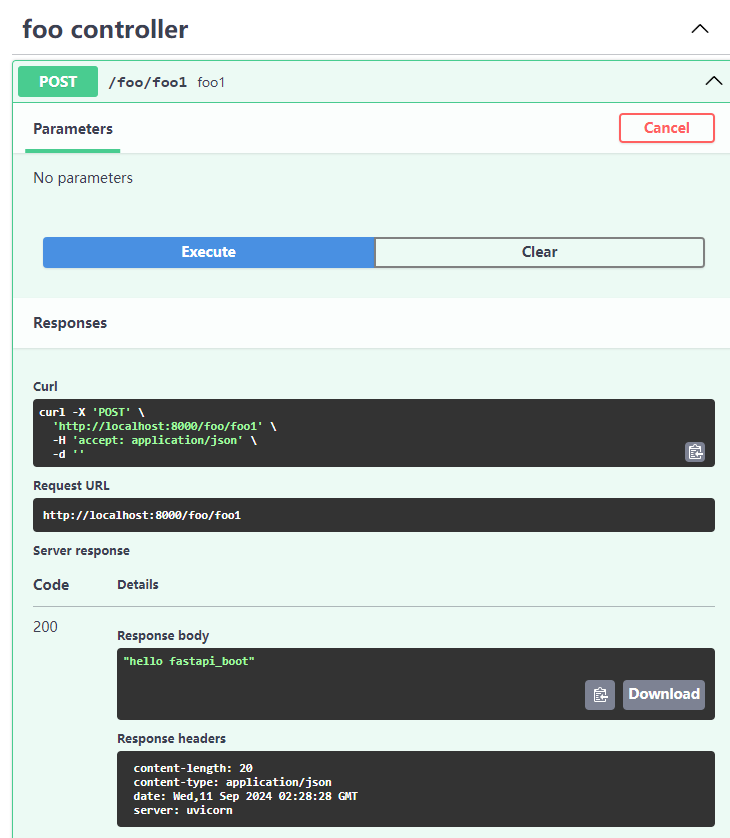 foo controller
POST /foo/foo1 foo1
Parameters
Cancel
No parameters
Execute
Clear
Responses
Curl
curl -X 'POST' \
'http://localhost:8000/foo/foo1' \
-H 'accept: application/json' \
-d ''
Request URL
http://localhost:8000/foo/foo1
Server response
Code Details
200
Response body
"hello fastapi_boot"
Download
Response headers
content-length: 20
content-type: application/json
date: Wed,11 Sep 2024 02:28:28 GMT
server: uvicorn